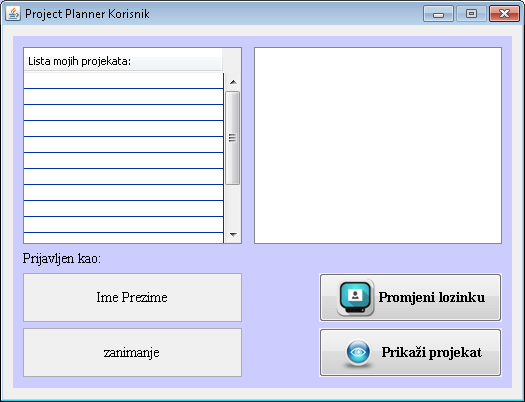 Project Planner Korisnik
Lista mojih projekata:
Prijavljen kao:
Ime Prezime
Promjeni lozinku
zanimanje
Prikaži projekat